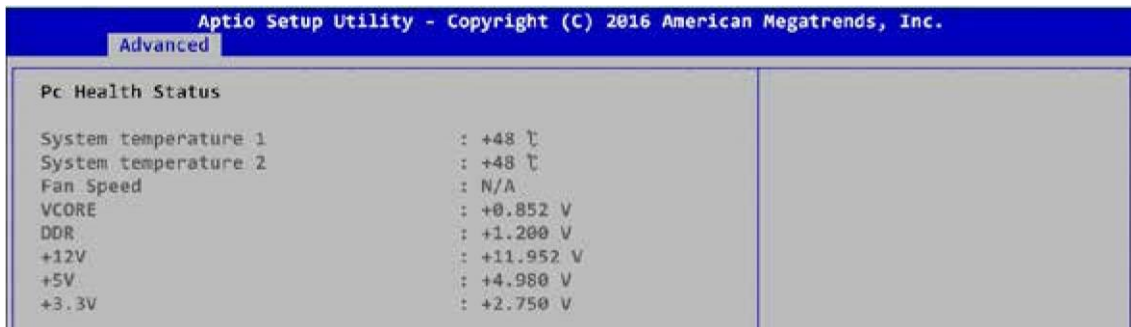 Aptio Setup Utility - Copyright (C) 2016 American Megatrends, Inc.
Advanced
Pc Health Status
System temperature 1 : +48 ℃
System temperature 2 : +48 ℃
Fan Speed : N/A
VCORE : +0.852 V
DDR : +1.200 V
+12V : +11.952 V
+5V : +4.980 V
+3.3V : +2.750 V